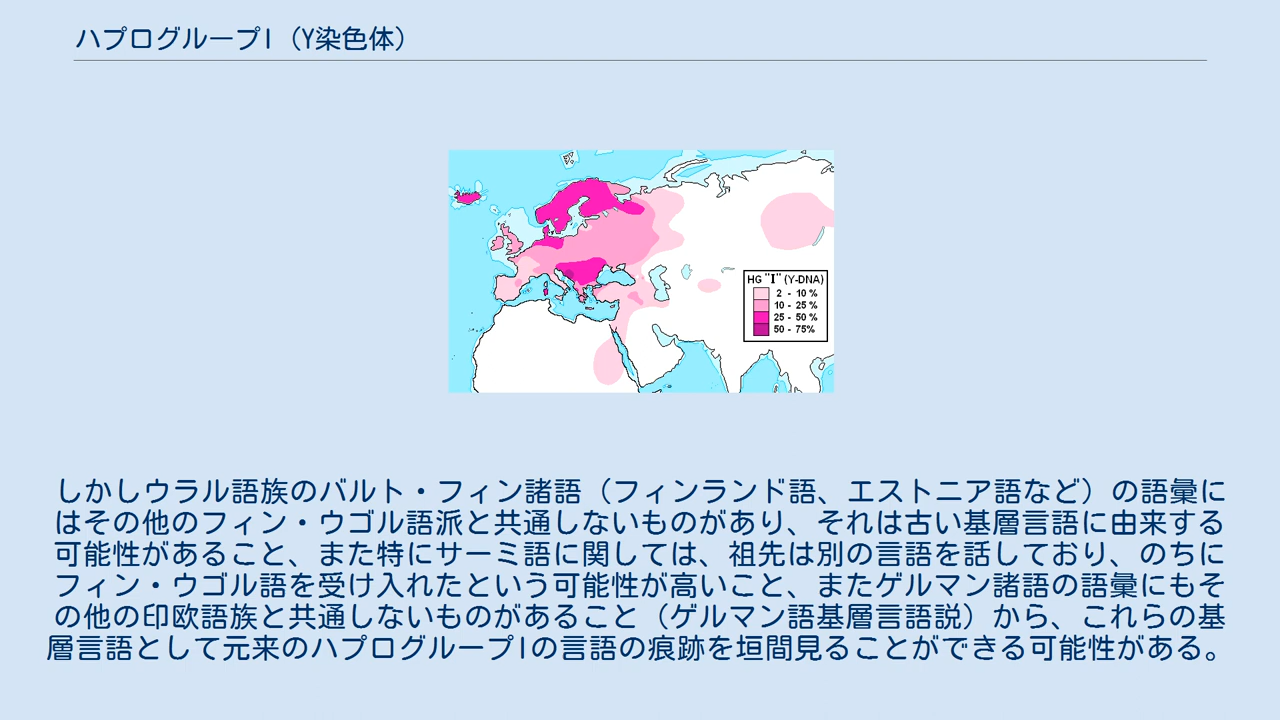 ハプログループI（Y染色体）
HG "I" (Y-DNA)
2 - 10 %
10 - 25 %
25 - 50 %
50 - 75%
しかしウラル語族のバルト・フィン諸語（フィンランド語、エストニア語など）の語彙に
はその他のフィン・ウゴル語派と共通しないものがあり、それは古い基層言語に由来する
可能性があること、また特にサーミ語に関しては、祖先は別の言語を話しており、のちに
フィン・ウゴル語を受け入れたという可能性が高いこと、またゲルマン諸語の語彙にもそ
の他の印欧語族と共通しないものがあること（ゲルマン語基層言語説）から、これらの基
層言語として元来のハプログループIの言語の痕跡を垣間見ることができる可能性がある。